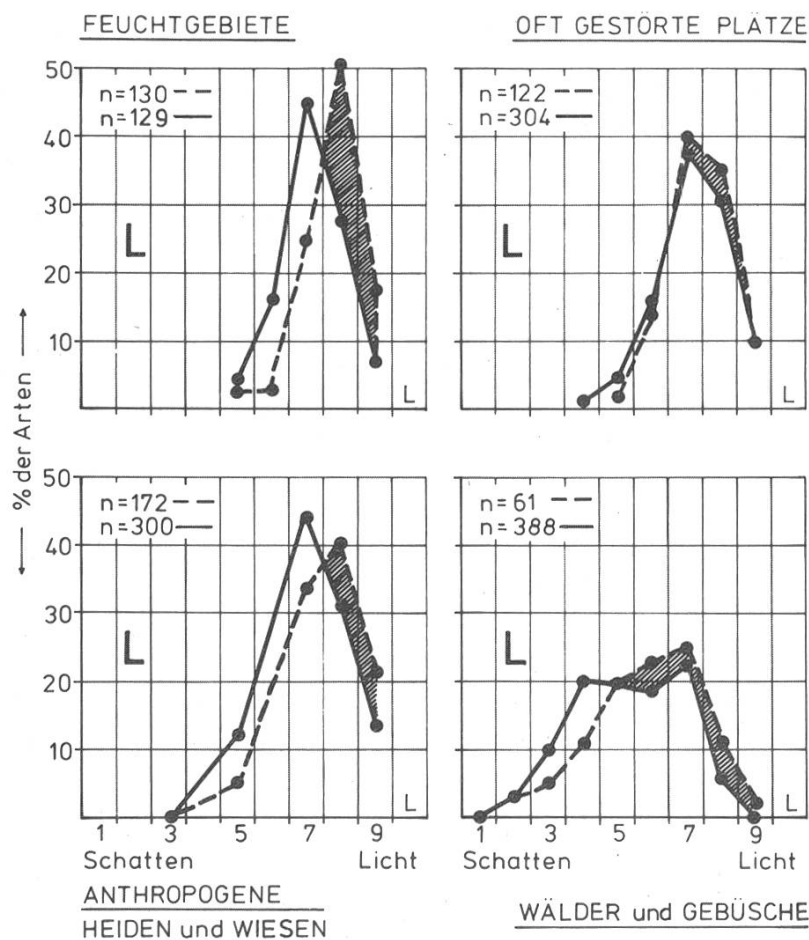 FEUCHTGEBIETE
OFT GESTÖRTE PLÄTZE
50
40
30
20
10
n=130
n=129
L
L
n=122
n=304
L
L
← % der Arten →
50
40
30
20
10
n=172
n=300
L
L
n=61
n=388
L
L
1 3 5 7 9
Schatten Licht
1 3 5 7 9
Schatten Licht
ANTHROPOGENE
HEIDEN und WIESEN
WÄLDER und GEBÜSCHE